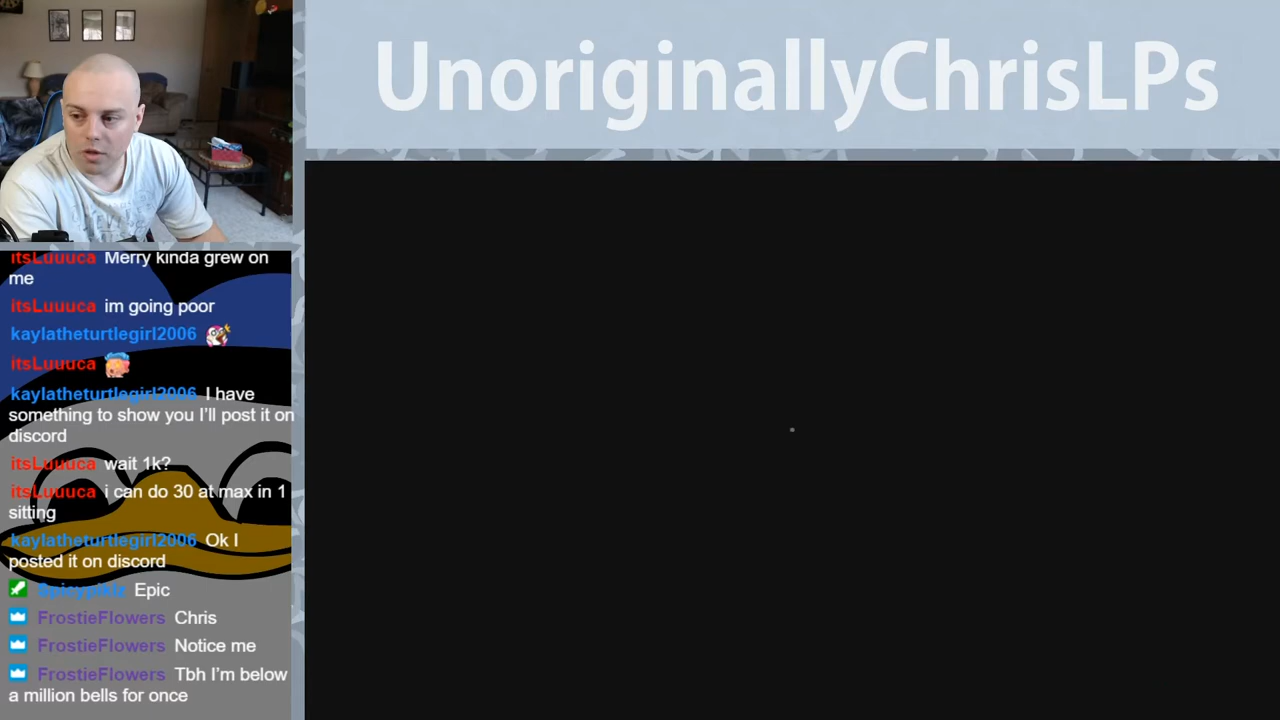 UnoriginallyChrisLPs
itsLuuuca Merry kinda grew on
me
itsLuuuca im going poor
kaylatheturtlegirl2006
itsLuuuca
kaylatheturtlegirl2006 I have
something to show you I’ll post it on
discord
itsLuuuca wait 1k?
itsLuuuca i can do 30 at max in 1
sitting
kaylatheturtlegirl2006 Ok I
posted it on discord
Spicypiklz Epic
FrostieFlowers Chris
FrostieFlowers Notice me
FrostieFlowers Tbh I’m below
a million bells for once